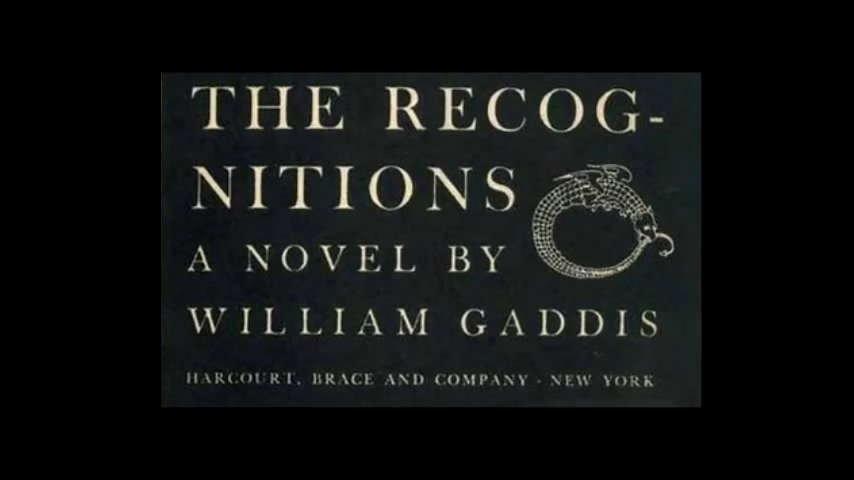 THE RECOG-
NITIONS
A NOVEL BY
WILLIAM GADDIS
HARCOURT, BRACE AND COMPANY · NEW YORK